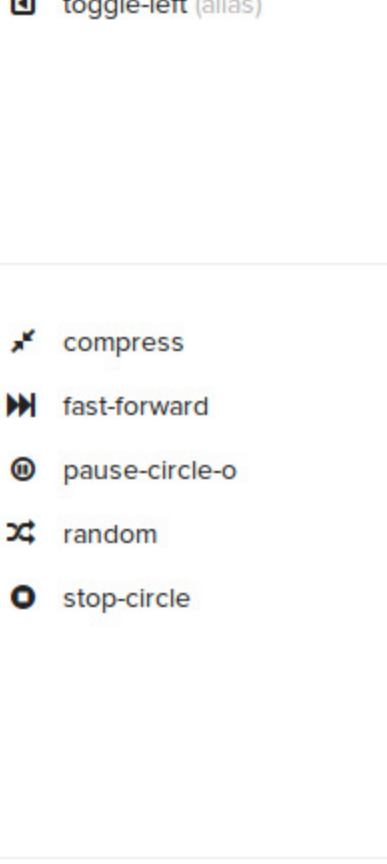 toggle-left (alias)
compress
fast-forward
pause-circle-o
random
stop-circle